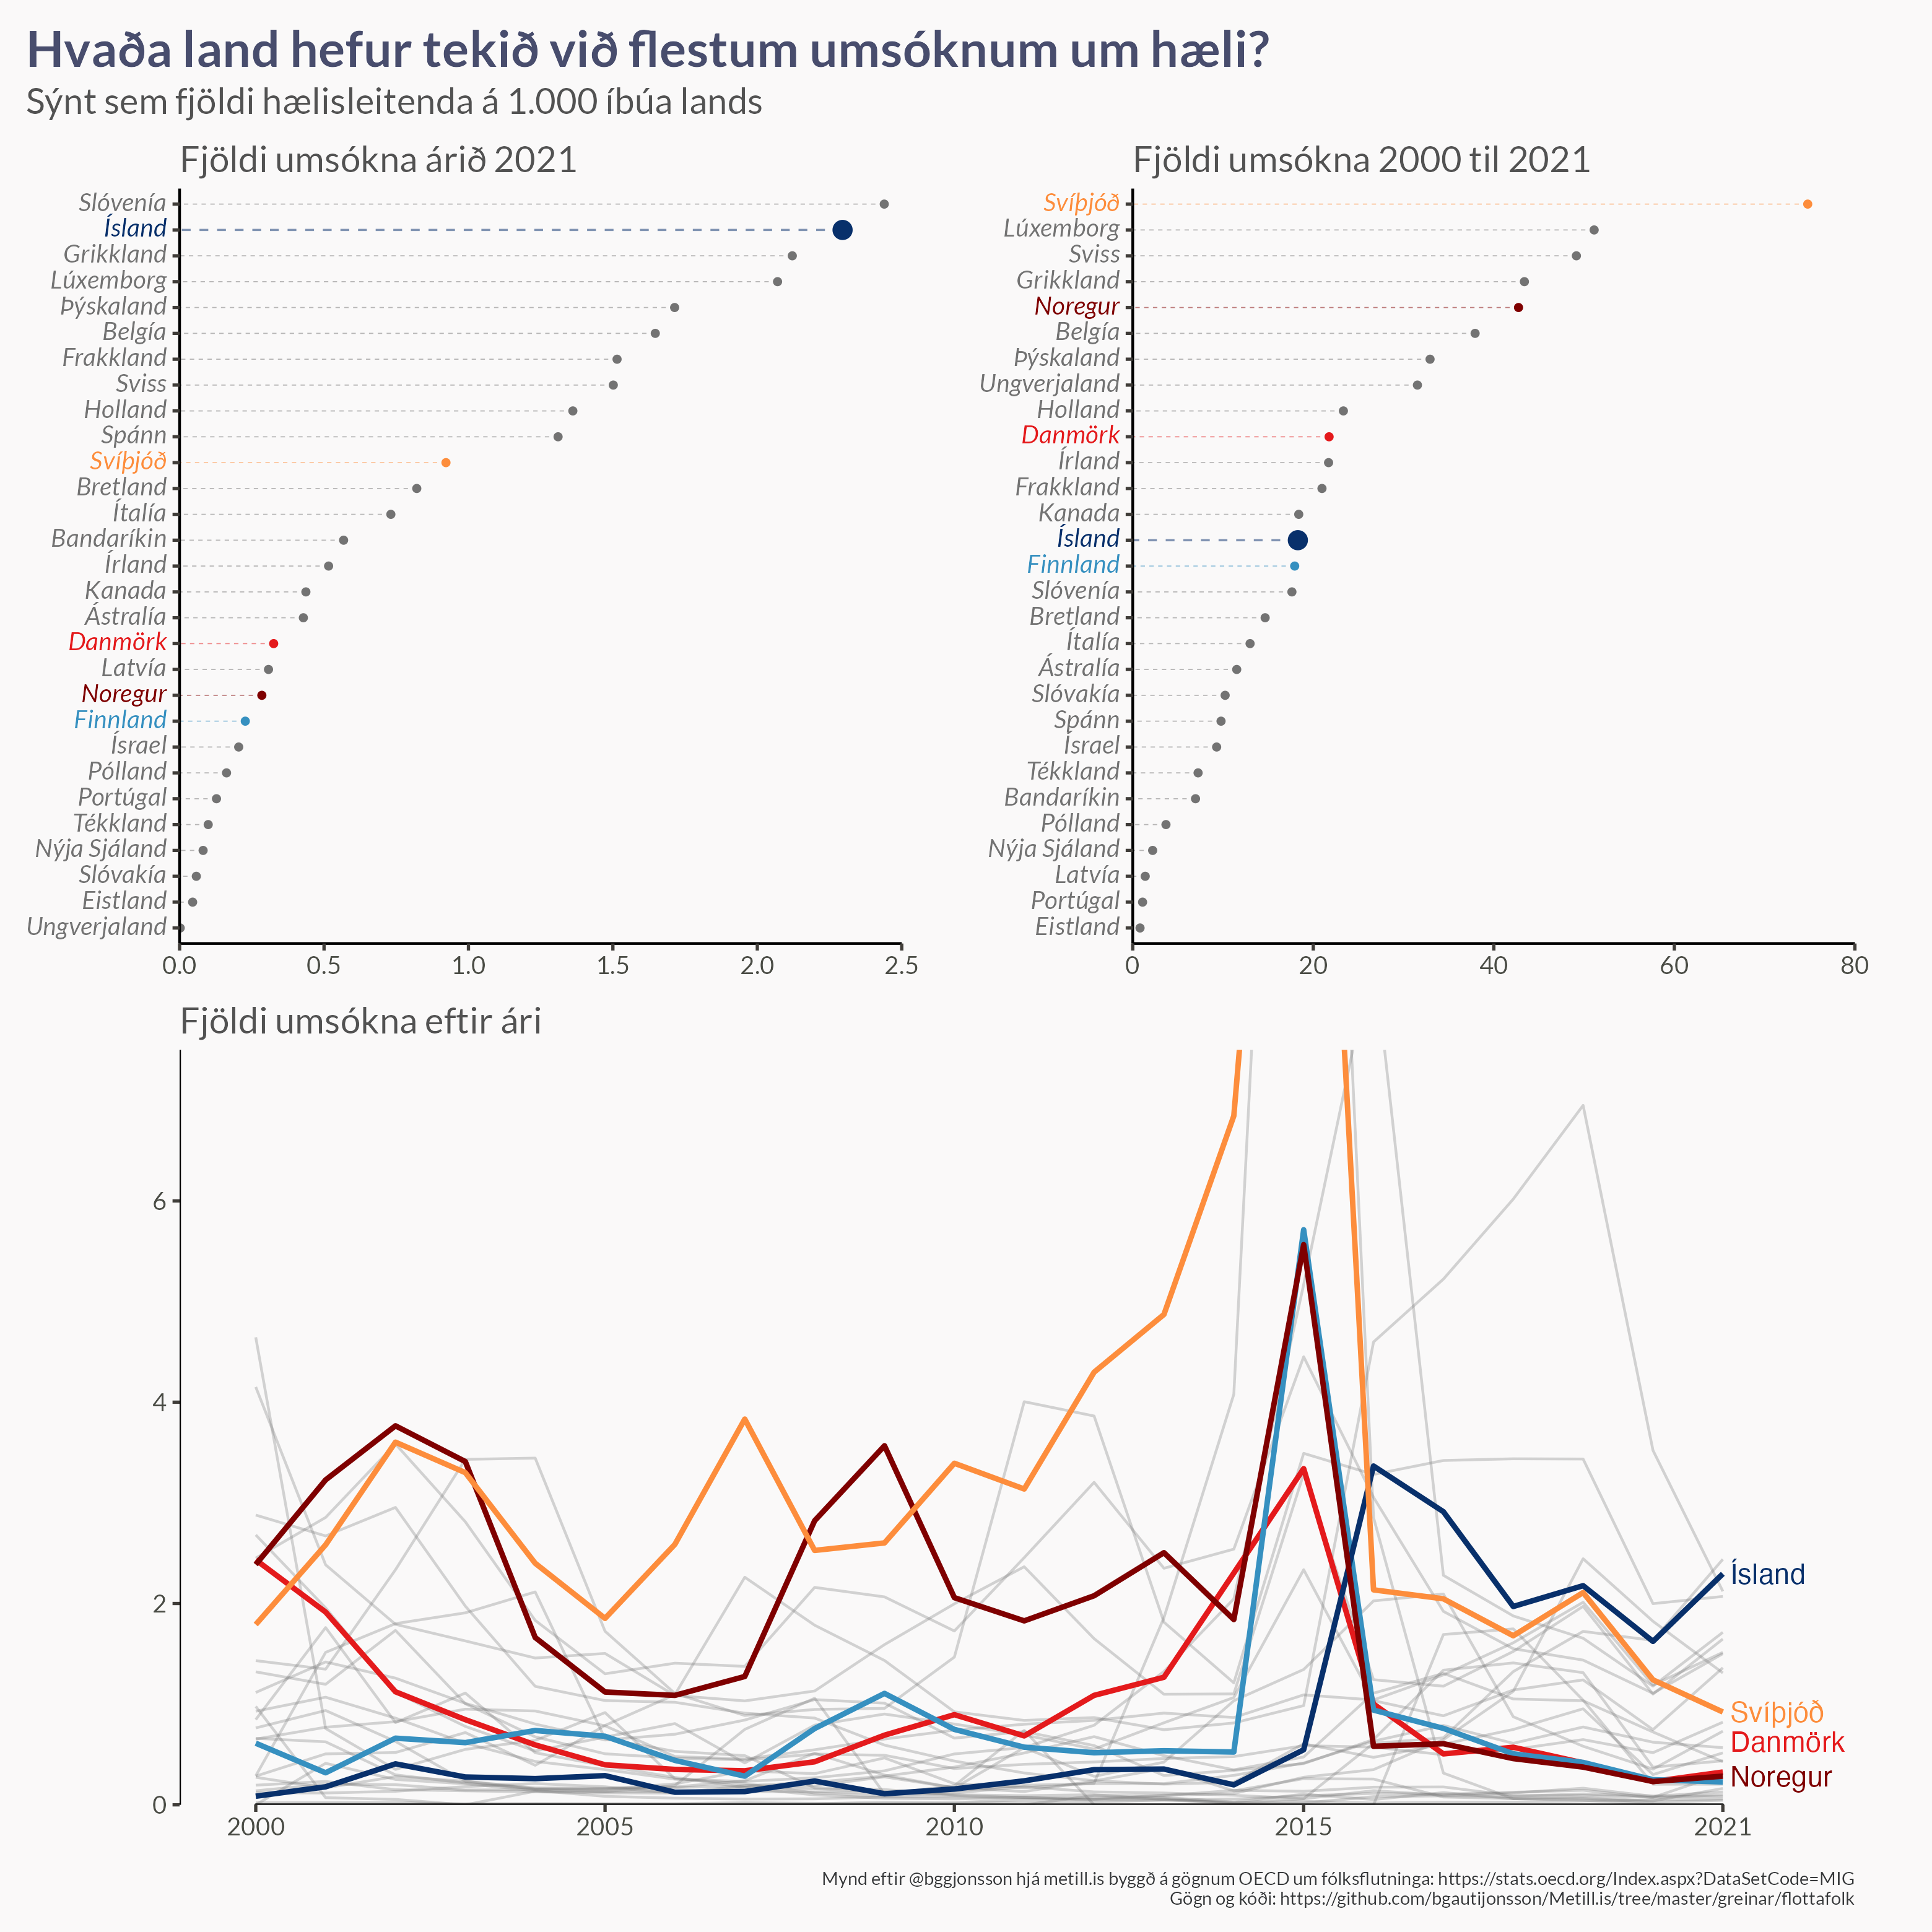 Hvaða land hefur tekið við flestum umsóknum um hæli?
Sýnt sem fjöldi hælisleitenda á 1.000 íbúa lands
Fjöldi umsókna árið 2021
Slóvenía
Ísland
Grikkland
Lúxemborg
Þýskaland
Belgía
Frakkland
Sviss
Holland
Spánn
Svíþjóð
Bretland
Ítalía
Bandaríkin
Írland
Kanada
Ástralía
Danmörk
Latvía
Noregur
Finnland
Ísrael
Pólland
Portúgal
Tékkland
Nýja Sjáland
Slóvakía
Eistland
Ungverjaland
0.0 0.5 1.0 1.5 2.0 2.5
Fjöldi umsókna 2000 til 2021
Svíþjóð
Lúxemborg
Sviss
Grikkland
Noregur
Belgía
Þýskaland
Ungverjaland
Holland
Danmörk
Írland
Frakkland
Kanada
Ísland
Finnland
Slóvenía
Bretland
Ítalía
Ástralía
Slóvakía
Spánn
Ísrael
Tékkland
Bandaríkin
Pólland
Nýja Sjáland
Latvía
Portúgal
Eistland
0 20 40 60 80
Fjöldi umsókna eftir ári
6
4
2
0
Ísland
Svíþjóð
Danmörk
Noregur
2000 2005 2010 2015 2021
Mynd eftir @bggjonsson hjá metill.is byggð á gögnum OECD um fólksflutninga: https://stats.oecd.org/Index.aspx?DataSetCode=MIG
Gögn og kóði: https://github.com/bgautijonsson/Metill.is/tree/master/greinar/flottafolk